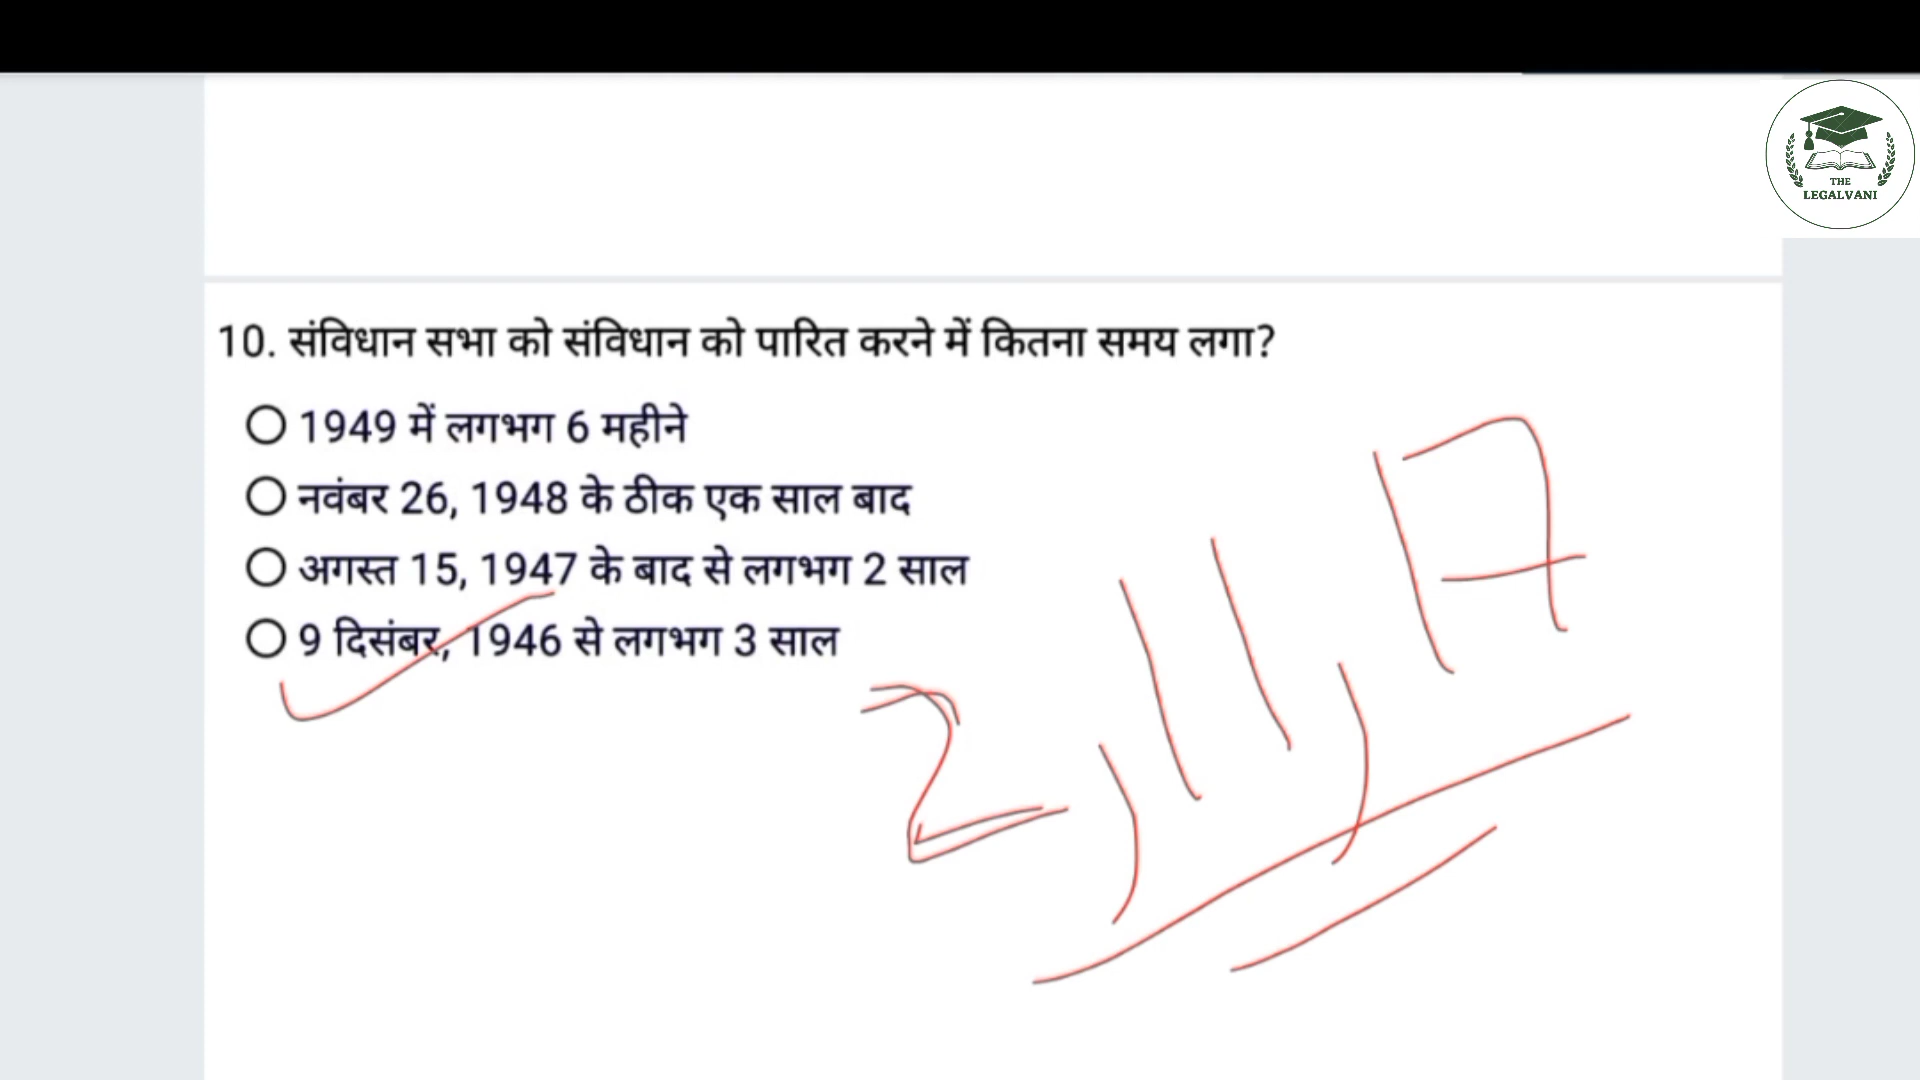 THE
LEGALVANI
10. संविधान सभा को संविधान को पारित करने में कितना समय लगा?
1949 में लगभग 6 महीने
नवंबर 26, 1948 के ठीक एक साल बाद
अगस्त 15, 1947 के बाद से लगभग 2 साल
9 दिसंबर, 1946 से लगभग 3 साल
2, 11, 17